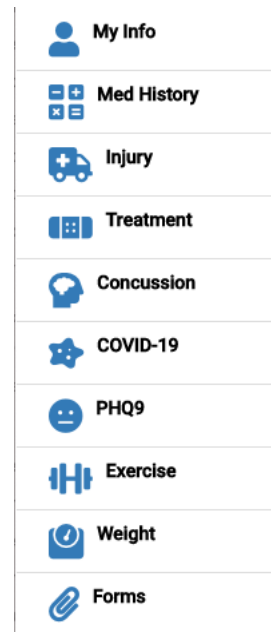 My Info
Med History
Injury
Treatment
Concussion
COVID-19
PHQ9
Exercise
Weight
Forms